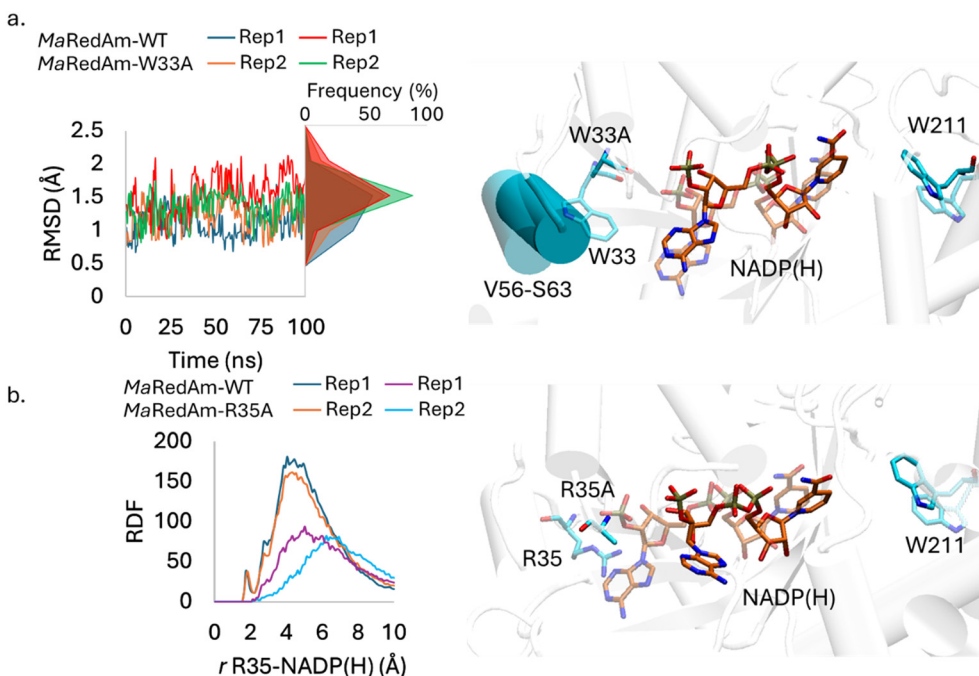 a.
MaRedAm-WT Rep1 Rep1
MaRedAm-W33A Rep2 Rep2
Frequency (%)
0 50 100
2.5
2
1.5
1
0.5
0
RMSD (Å)
0 25 50 75 100
Time (ns)
W33A
W33
V56-S63
NADP(H)
W211
b.
MaRedAm-WT Rep1 Rep1
MaRedAm-R35A Rep2 Rep2
200
150
100
50
0
RDF
0 2 4 6 8 10
r R35-NADP(H) (Å)
R35A
R35
NADP(H)
W211